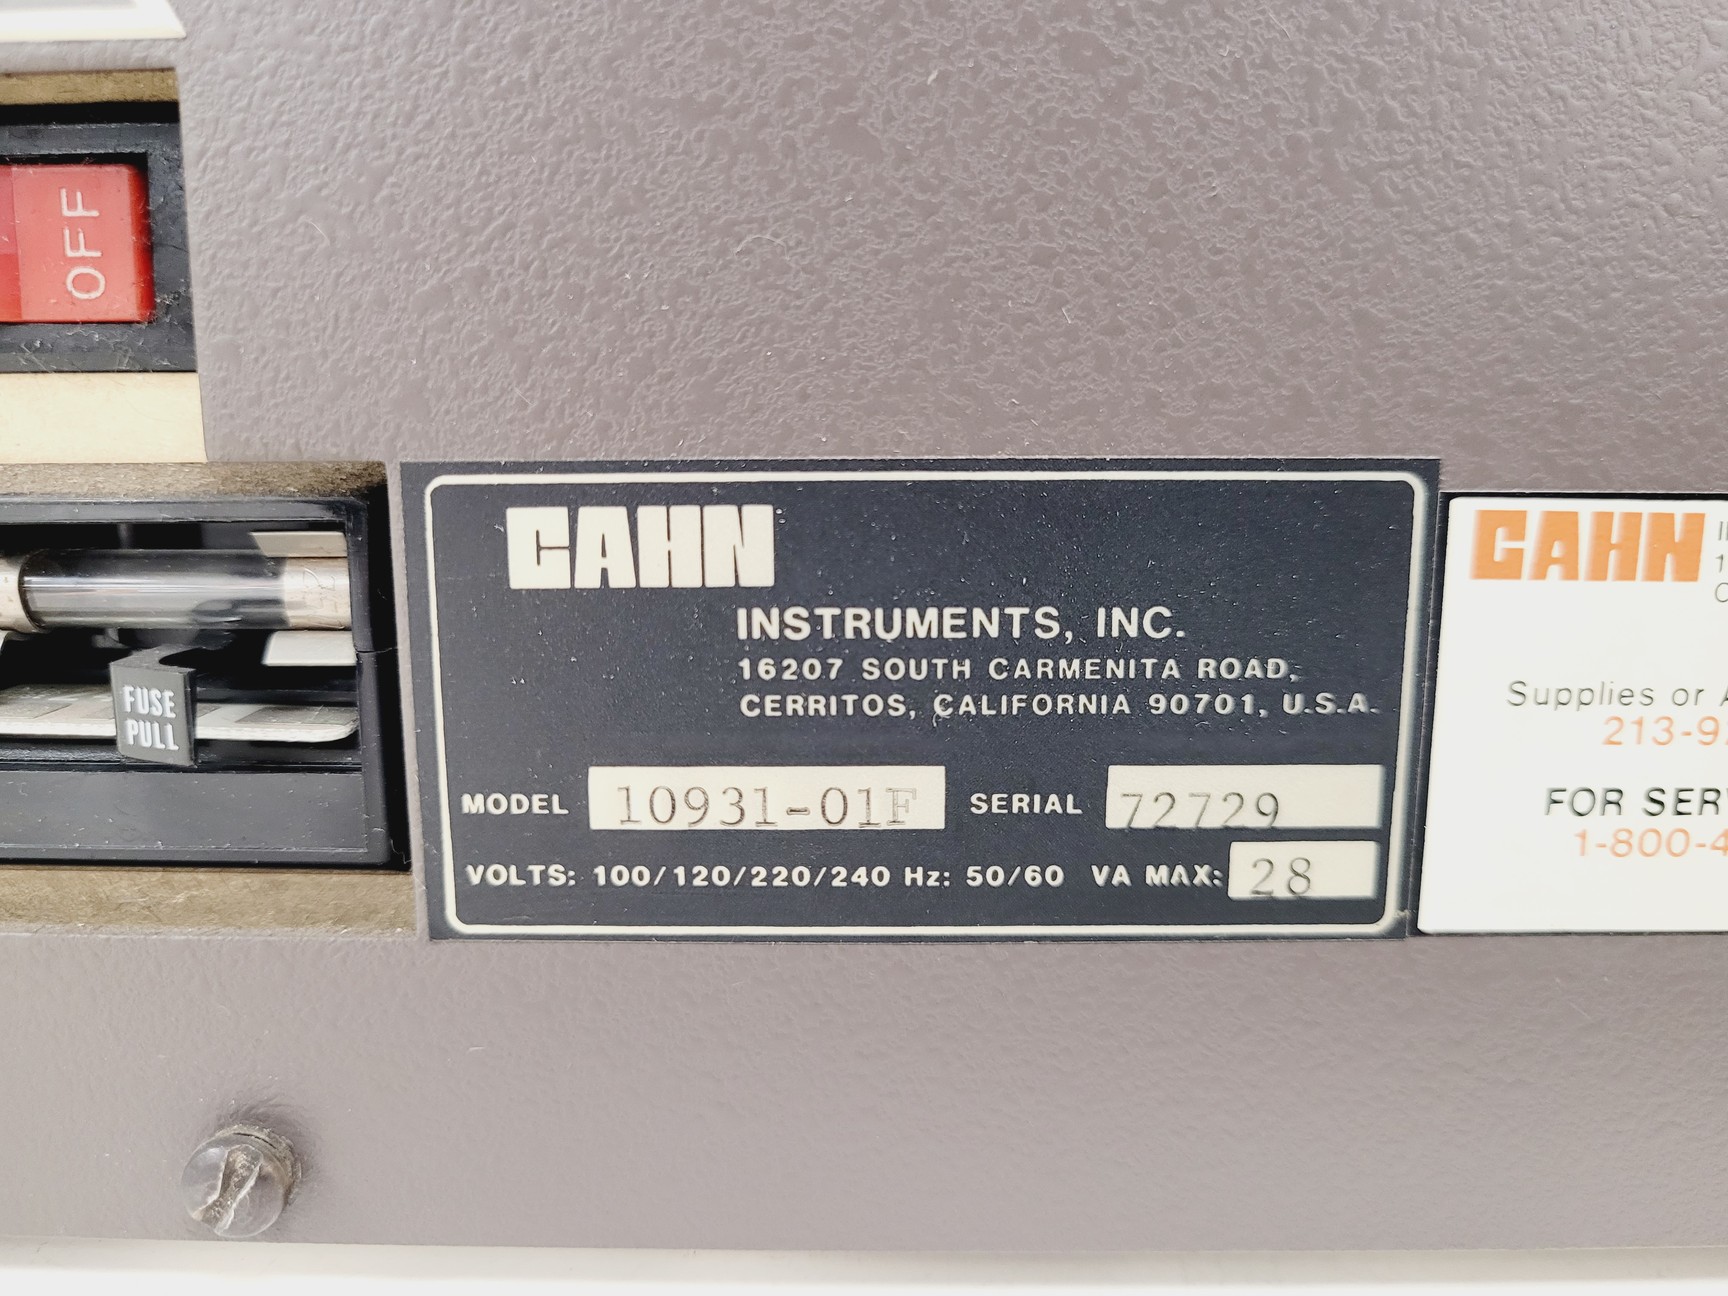 OFF
FUSE
PULL
CAHN
INSTRUMENTS, INC.
16207 SOUTH CARMENITA ROAD,
CERRITOS, CALIFORNIA 90701, U.S.A.
MODEL 10931-01F SERIAL 72729
VOLTS: 100/120/220/240 Hz: 50/60 VA MAX: 28
CAHN
Supplies or
213-9
FOR
1-800-4